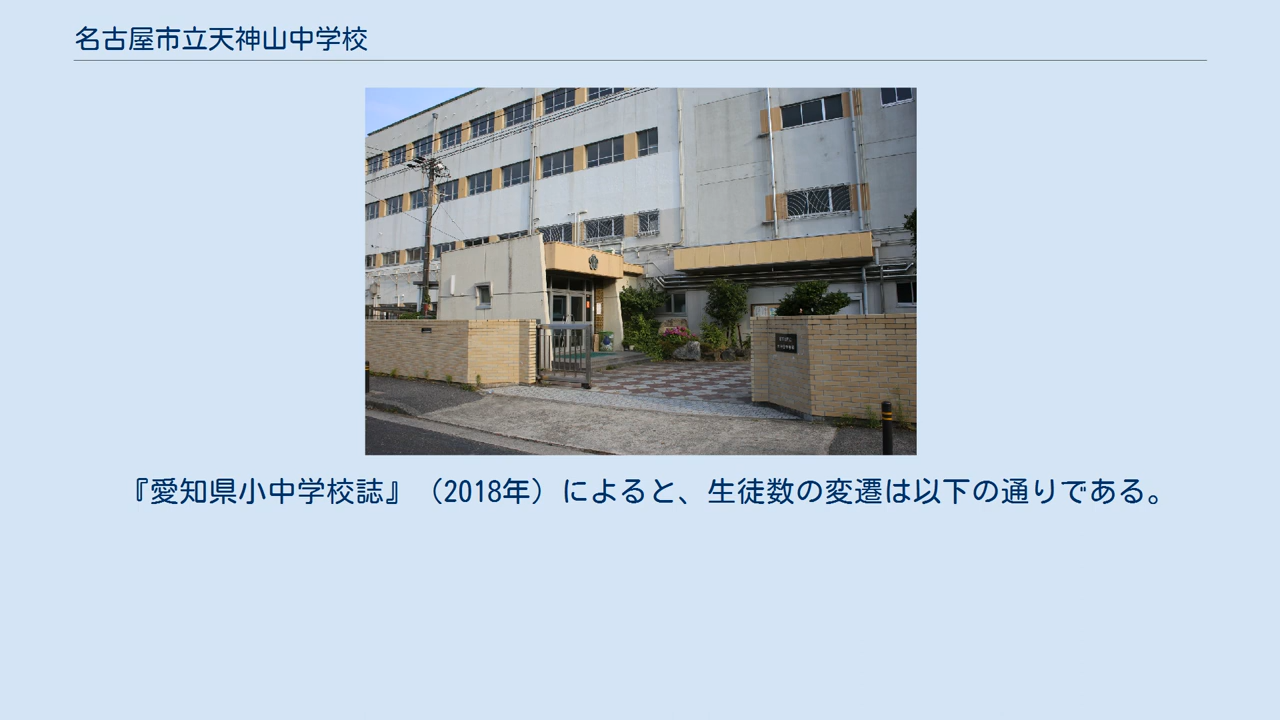 名古屋市立天神山中学校
『愛知県小中学校誌』（2018年）によると、生徒数の変遷は以下の通りである。